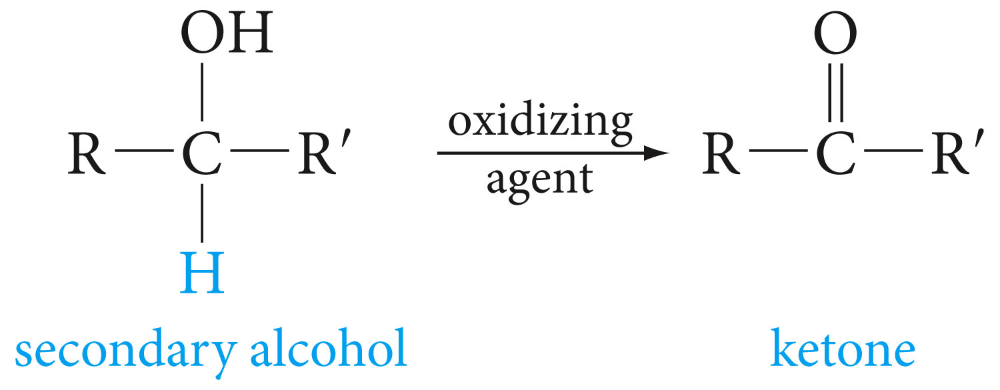 OH
O
oxidizing
R — C — R′
R — C — R′
agent
H
secondary alcohol
ketone